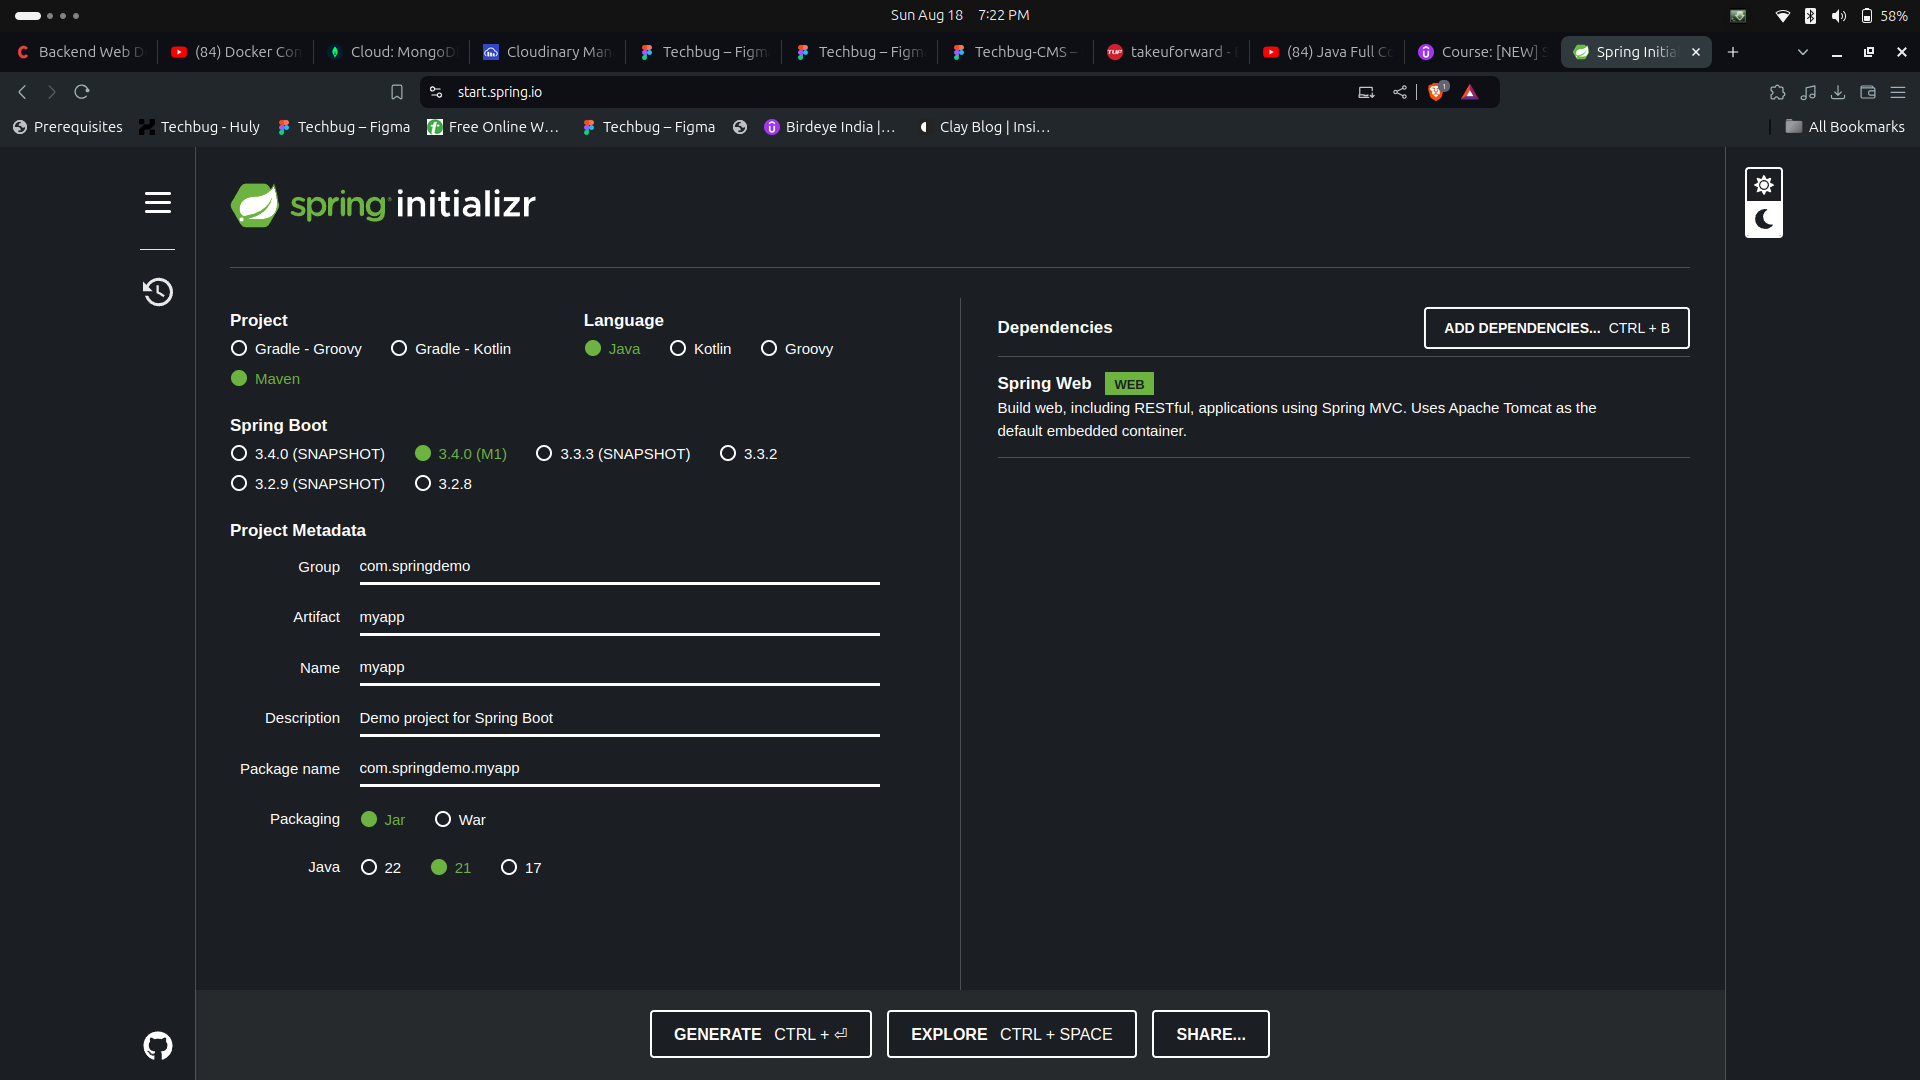 Sun Aug 18 7:22 PM
58%
Backend Web D
(84) Docker Con
Cloud: MongoD
Cloudinary Man
Techbug – Figm
Techbug – Figm
Techbug-CMS –
takeuforward -
(84) Java Full Co
Course: [NEW] S
Spring Initia
start.spring.io
1
Prerequisites
Techbug - Huly
Techbug – Figma
Free Online W...
Techbug – Figma
Birdeye India |...
Clay Blog | Insi...
All Bookmarks
spring initializr
Project
Gradle - Groovy
Gradle - Kotlin
Maven
Language
Java
Kotlin
Groovy
Spring Boot
3.4.0 (SNAPSHOT)
3.4.0 (M1)
3.3.3 (SNAPSHOT)
3.3.2
3.2.9 (SNAPSHOT)
3.2.8
Project Metadata
Group com.springdemo
Artifact myapp
Name myapp
Description Demo project for Spring Boot
Package name com.springdemo.myapp
Packaging Jar War
Java 22 21 17
Dependencies
ADD DEPENDENCIES... CTRL + B
Spring Web WEB
Build web, including RESTful, applications using Spring MVC. Uses Apache Tomcat as the
default embedded container.
GENERATE CTRL + ⏎
EXPLORE CTRL + SPACE
SHARE...